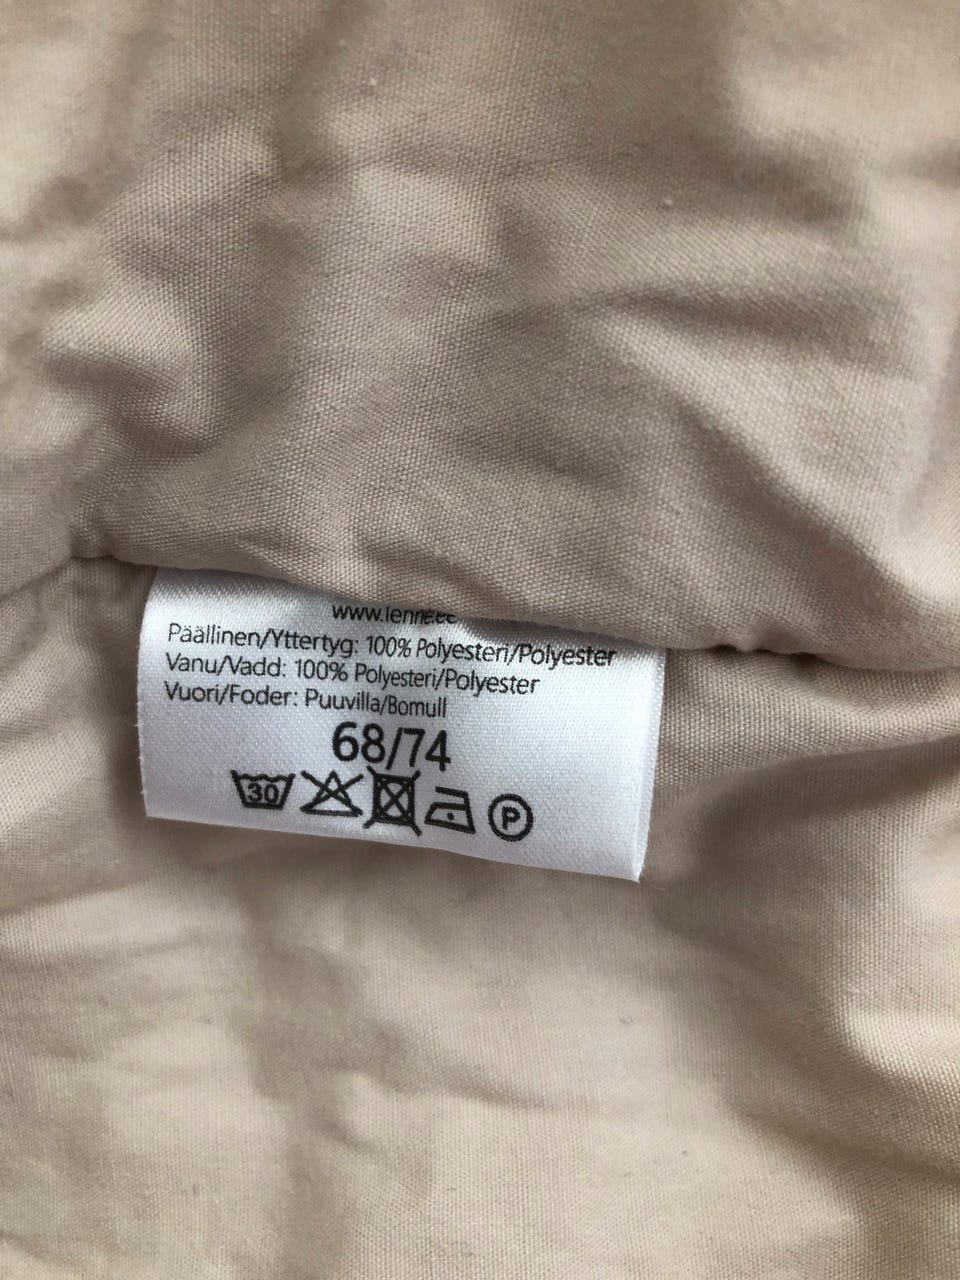 www.lenne.ee
Päällinen/Yttertyg: 100% Polyesteri/Polyester
Vanu/Vadd: 100% Polyesteri/Polyester
Vuori/Foder: Puuvilla/Bomull
68/74
30 P